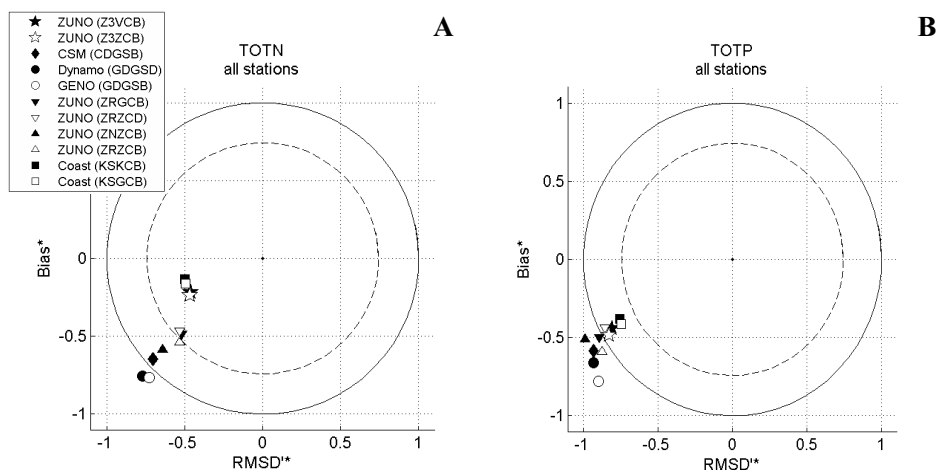 ZUNO (Z3VCB)
ZUNO (Z3ZCB)
CSM (CDGSB)
Dynamo (GDGSD)
GENO (GDGSB)
ZUNO (ZRGCB)
ZUNO (ZRZCD)
ZUNO (ZNZCB)
ZUNO (ZRZCB)
Coast (KSKCB)
Coast (KSGCB)
A
TOTN
all stations
Bias*
0
-0.5
-1
-1
-0.5
0
0.5
1
RMSD'*
B
TOTP
all stations
Bias*
1
0.5
0
-0.5
-1
-1
-0.5
0
0.5
1
RMSD'*